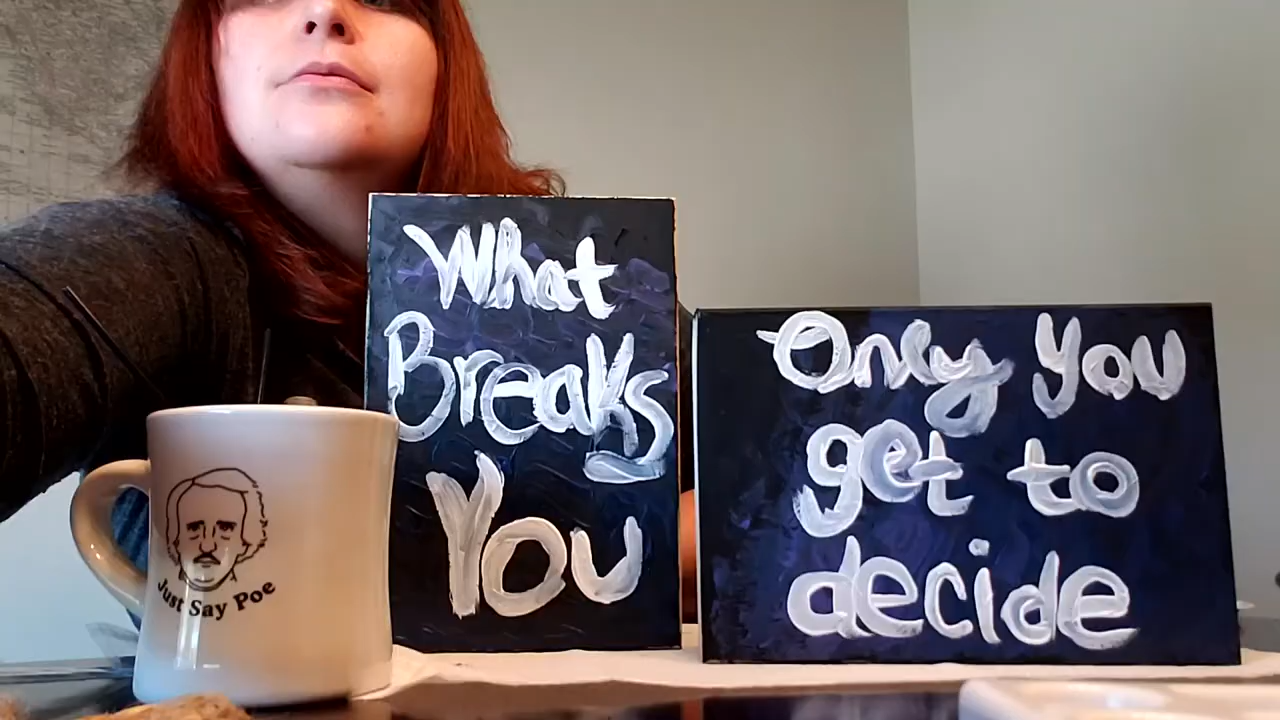 What
Breaks
You
Only You
get to
decide
Just Say Poe